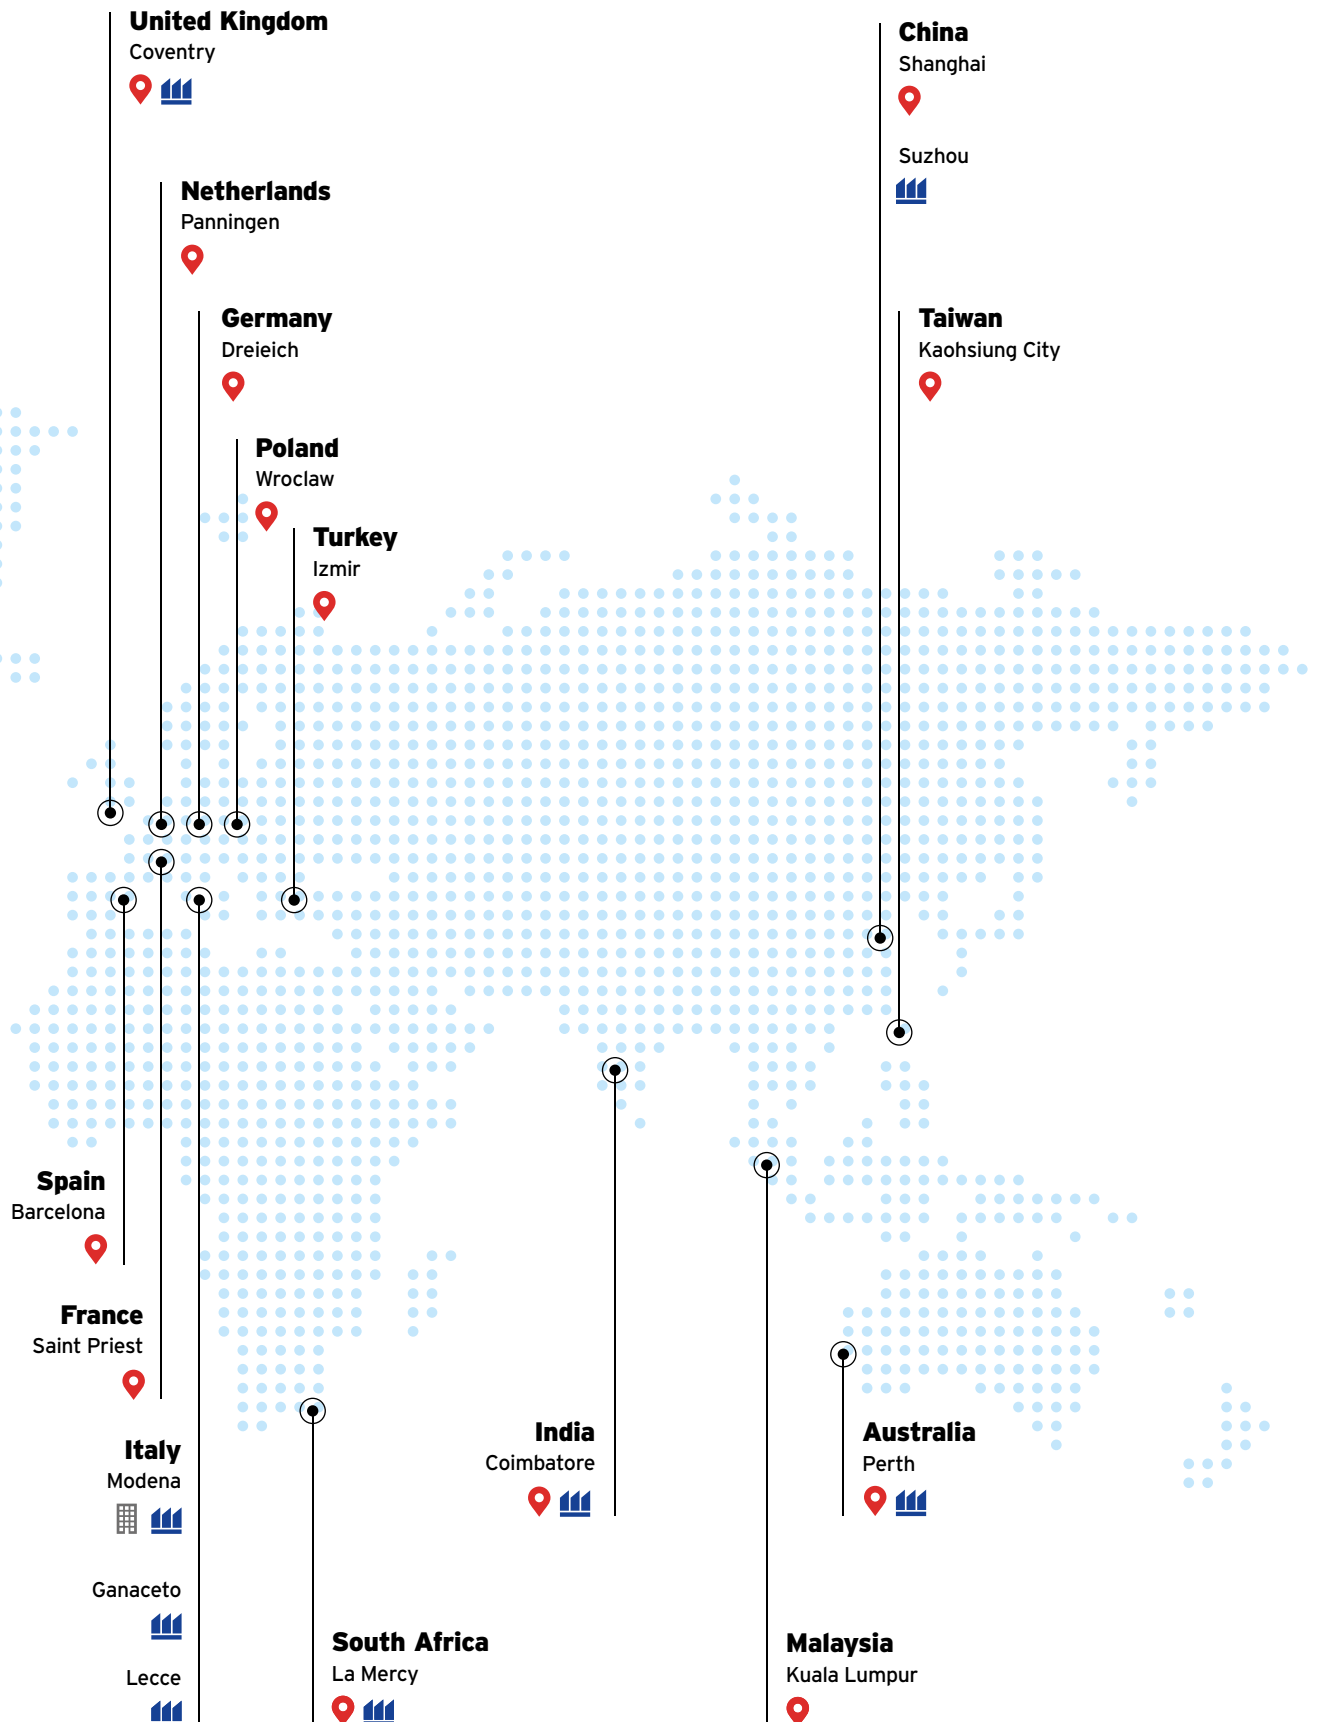 United Kingdom
Coventry
China
Shanghai
Suzhou
Netherlands
Panningen
Germany
Dreieich
Taiwan
Kaohsiung City
Poland
Wroclaw
Turkey
Izmir
Spain
Barcelona
France
Saint Priest
Italy
Modena
Ganaceto
Lecce
India
Coimbatore
Australia
Perth
South Africa
La Mercy
Malaysia
Kuala Lumpur